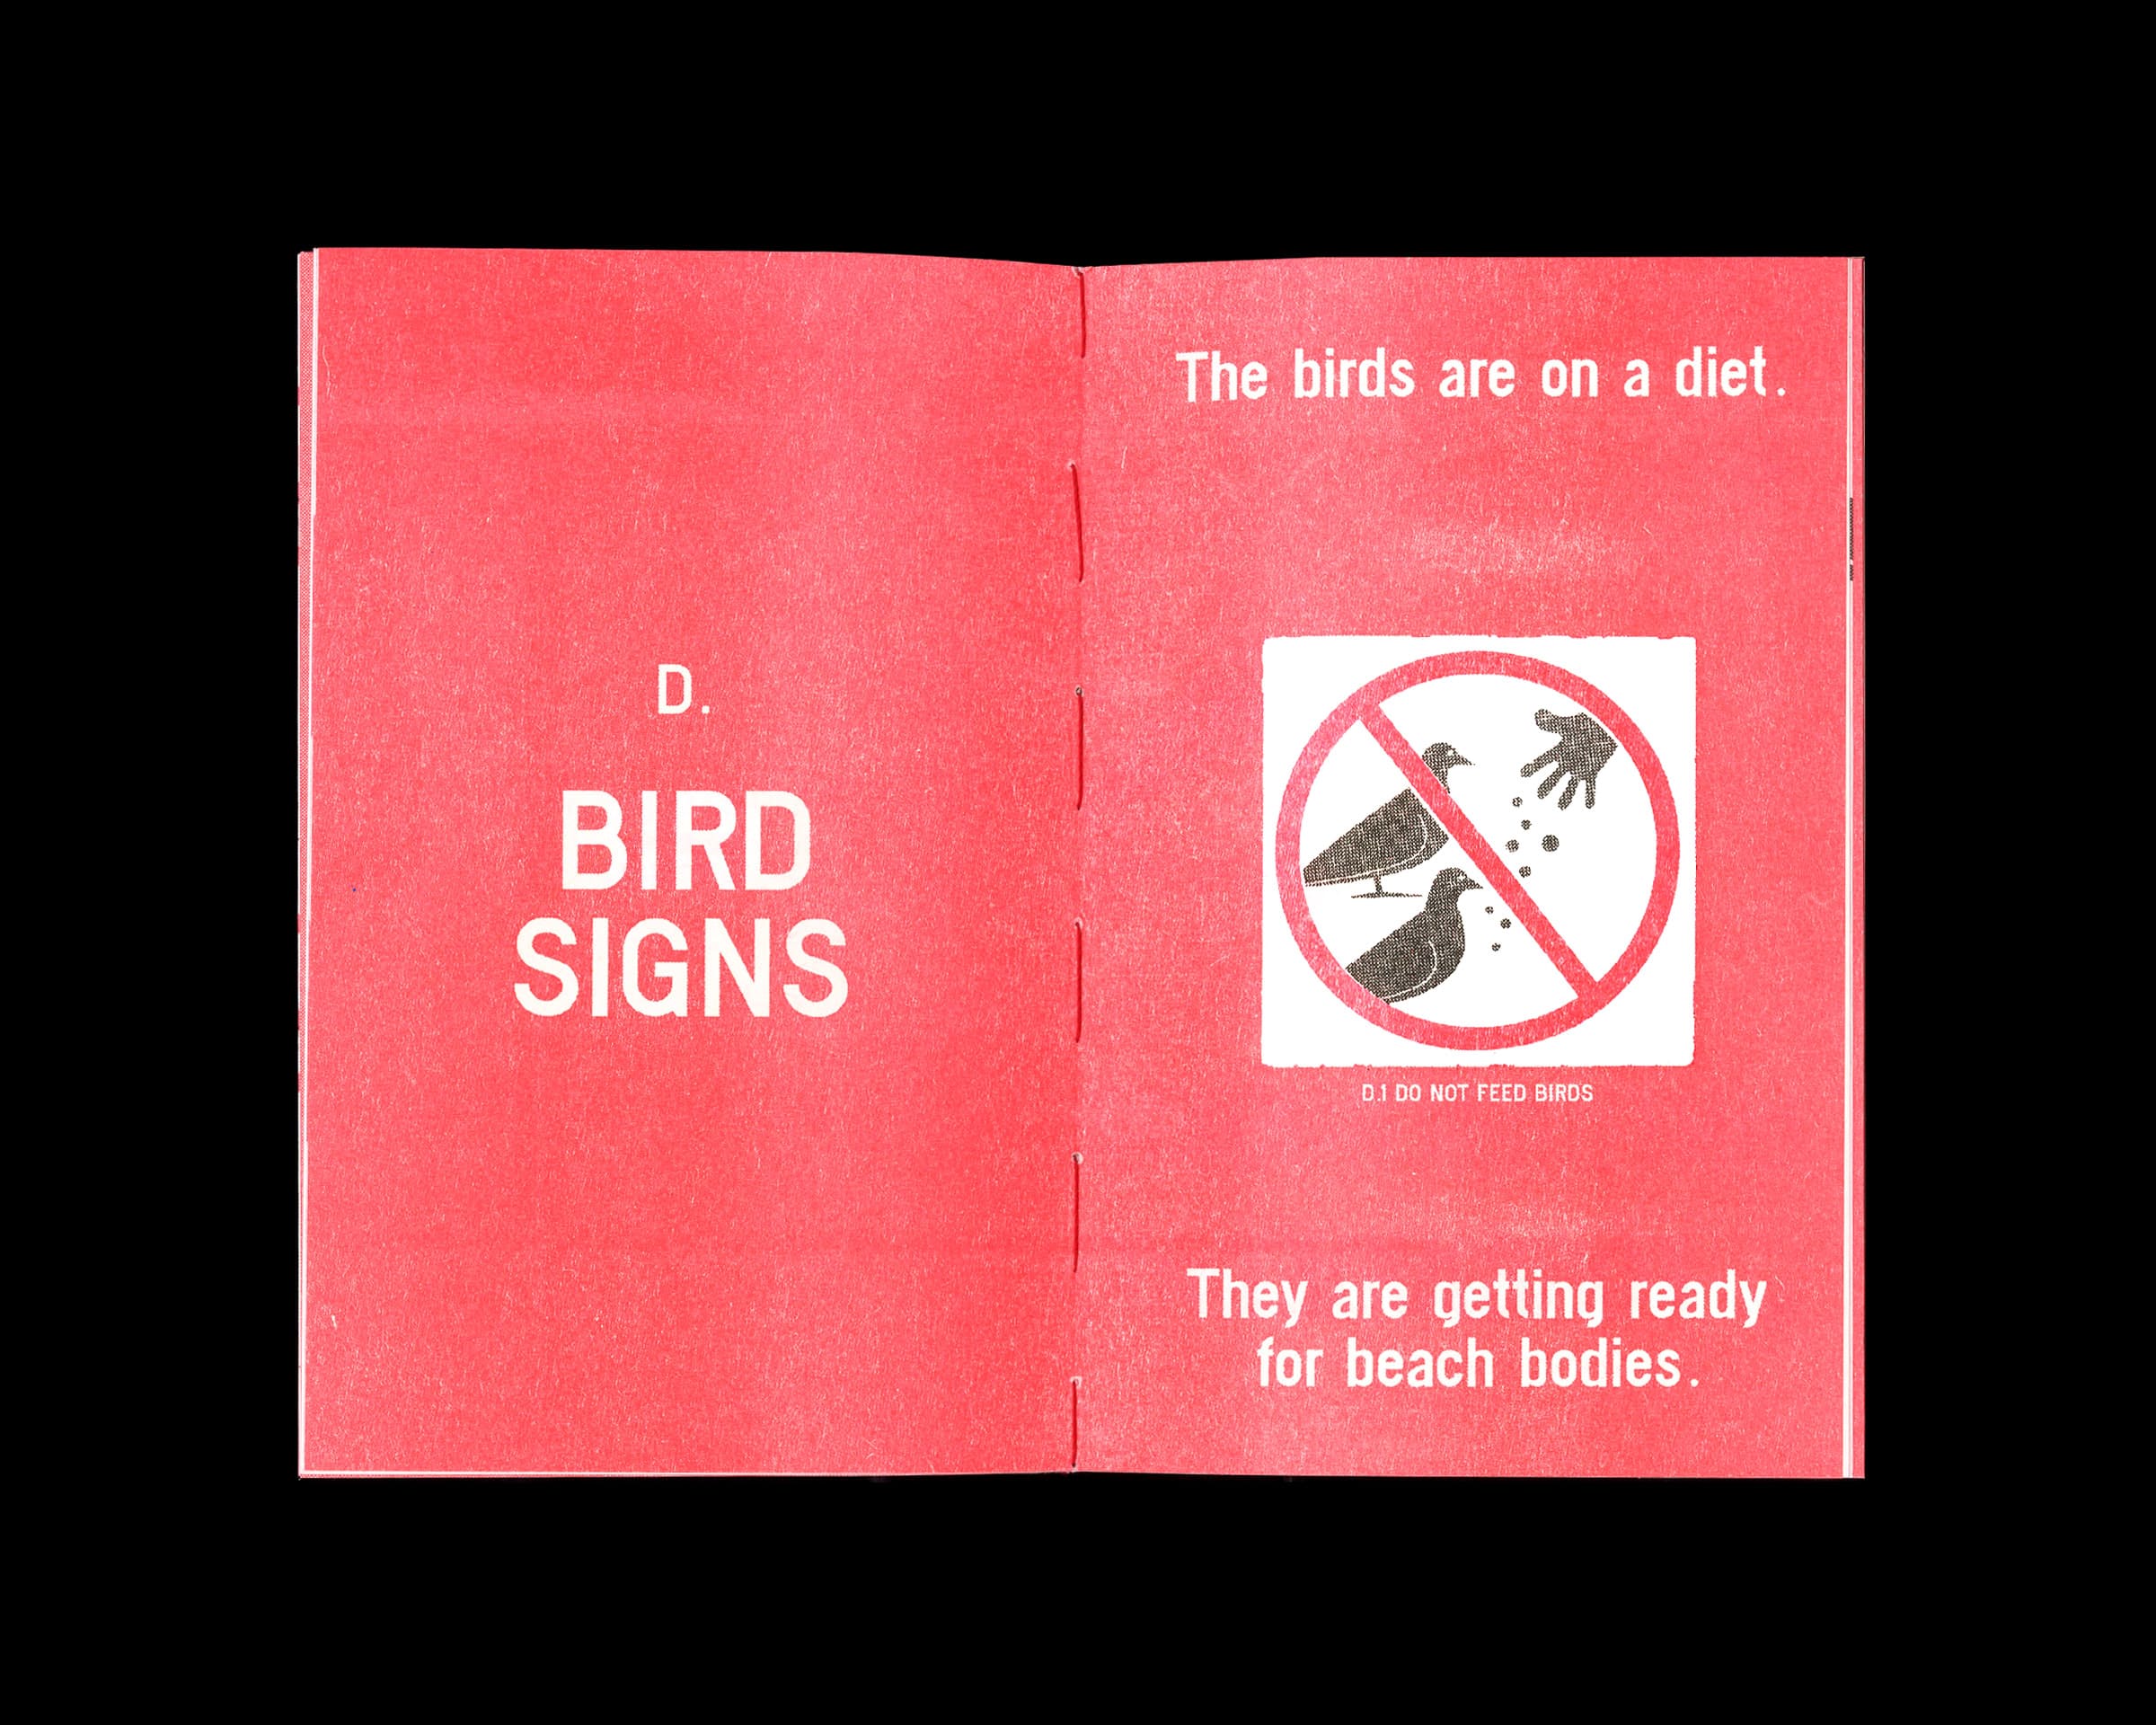 D.
BIRD
SIGNS
The birds are on a diet.
D.1 DO NOT FEED BIRDS
They are getting ready
for beach bodies.